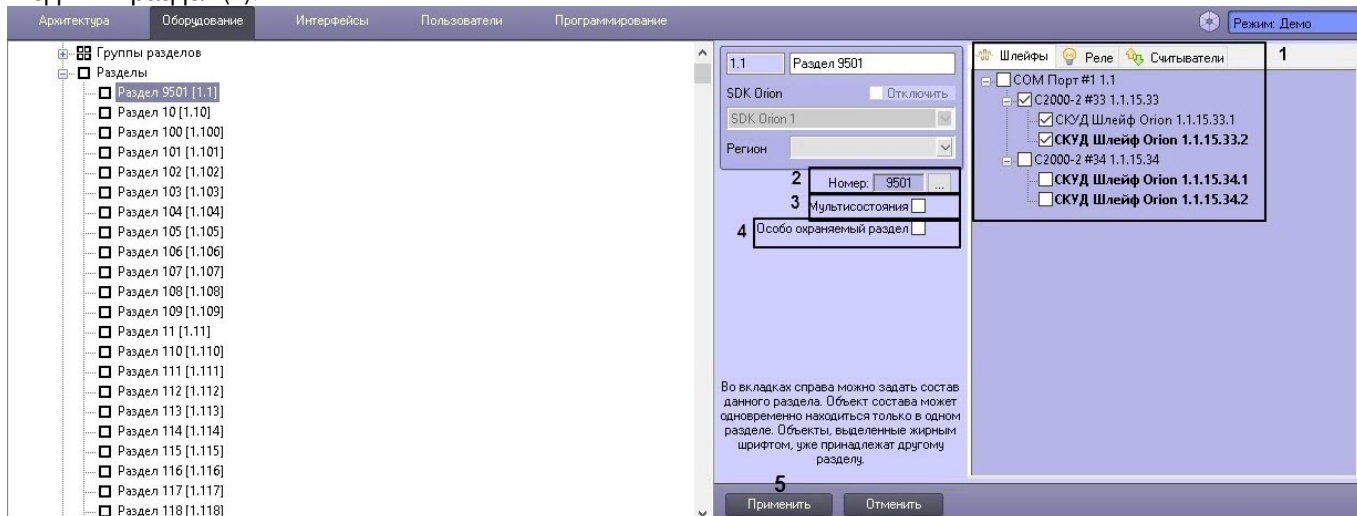 Архитектура Оборудование Интерфейсы Пользователи Программирование Режим: Демо
Группы разделов
Разделы
Раздел 9501 [1.1]
Раздел 10 [1.10]
Раздел 100 [1.100]
Раздел 101 [1.101]
Раздел 102 [1.102]
Раздел 103 [1.103]
Раздел 104 [1.104]
Раздел 105 [1.105]
Раздел 106 [1.106]
Раздел 107 [1.107]
Раздел 108 [1.108]
Раздел 109 [1.109]
Раздел 11 [1.11]
Раздел 110 [1.110]
Раздел 111 [1.111]
Раздел 112 [1.112]
Раздел 113 [1.113]
Раздел 114 [1.114]
Раздел 115 [1.115]
Раздел 116 [1.116]
Раздел 117 [1.117]
Раздел 118 [1.118]
1.1 Раздел 9501
SDK Orion Отключить
SDK Orion 1
Регион
2 Номер: 9501 ...
3 Мультисостояния
4 Особо охраняемый раздел
Во вкладках справа можно задать состав
данного раздела. Объект состава может
одновременно находиться только в одном
разделе. Объекты, выделенные жирным
шрифтом, уже принадлежат другому
разделу.
5
Применить Отменить
Шлейфы Реле Считыватели 1
COM Порт #1 1.1
С2000-2 #33 1.1.15.33
СКУД Шлейф Orion 1.1.15.33.1
СКУД Шлейф Orion 1.1.15.33.2
С2000-2 #34 1.1.15.34
СКУД Шлейф Orion 1.1.15.34.1
СКУД Шлейф Orion 1.1.15.34.2